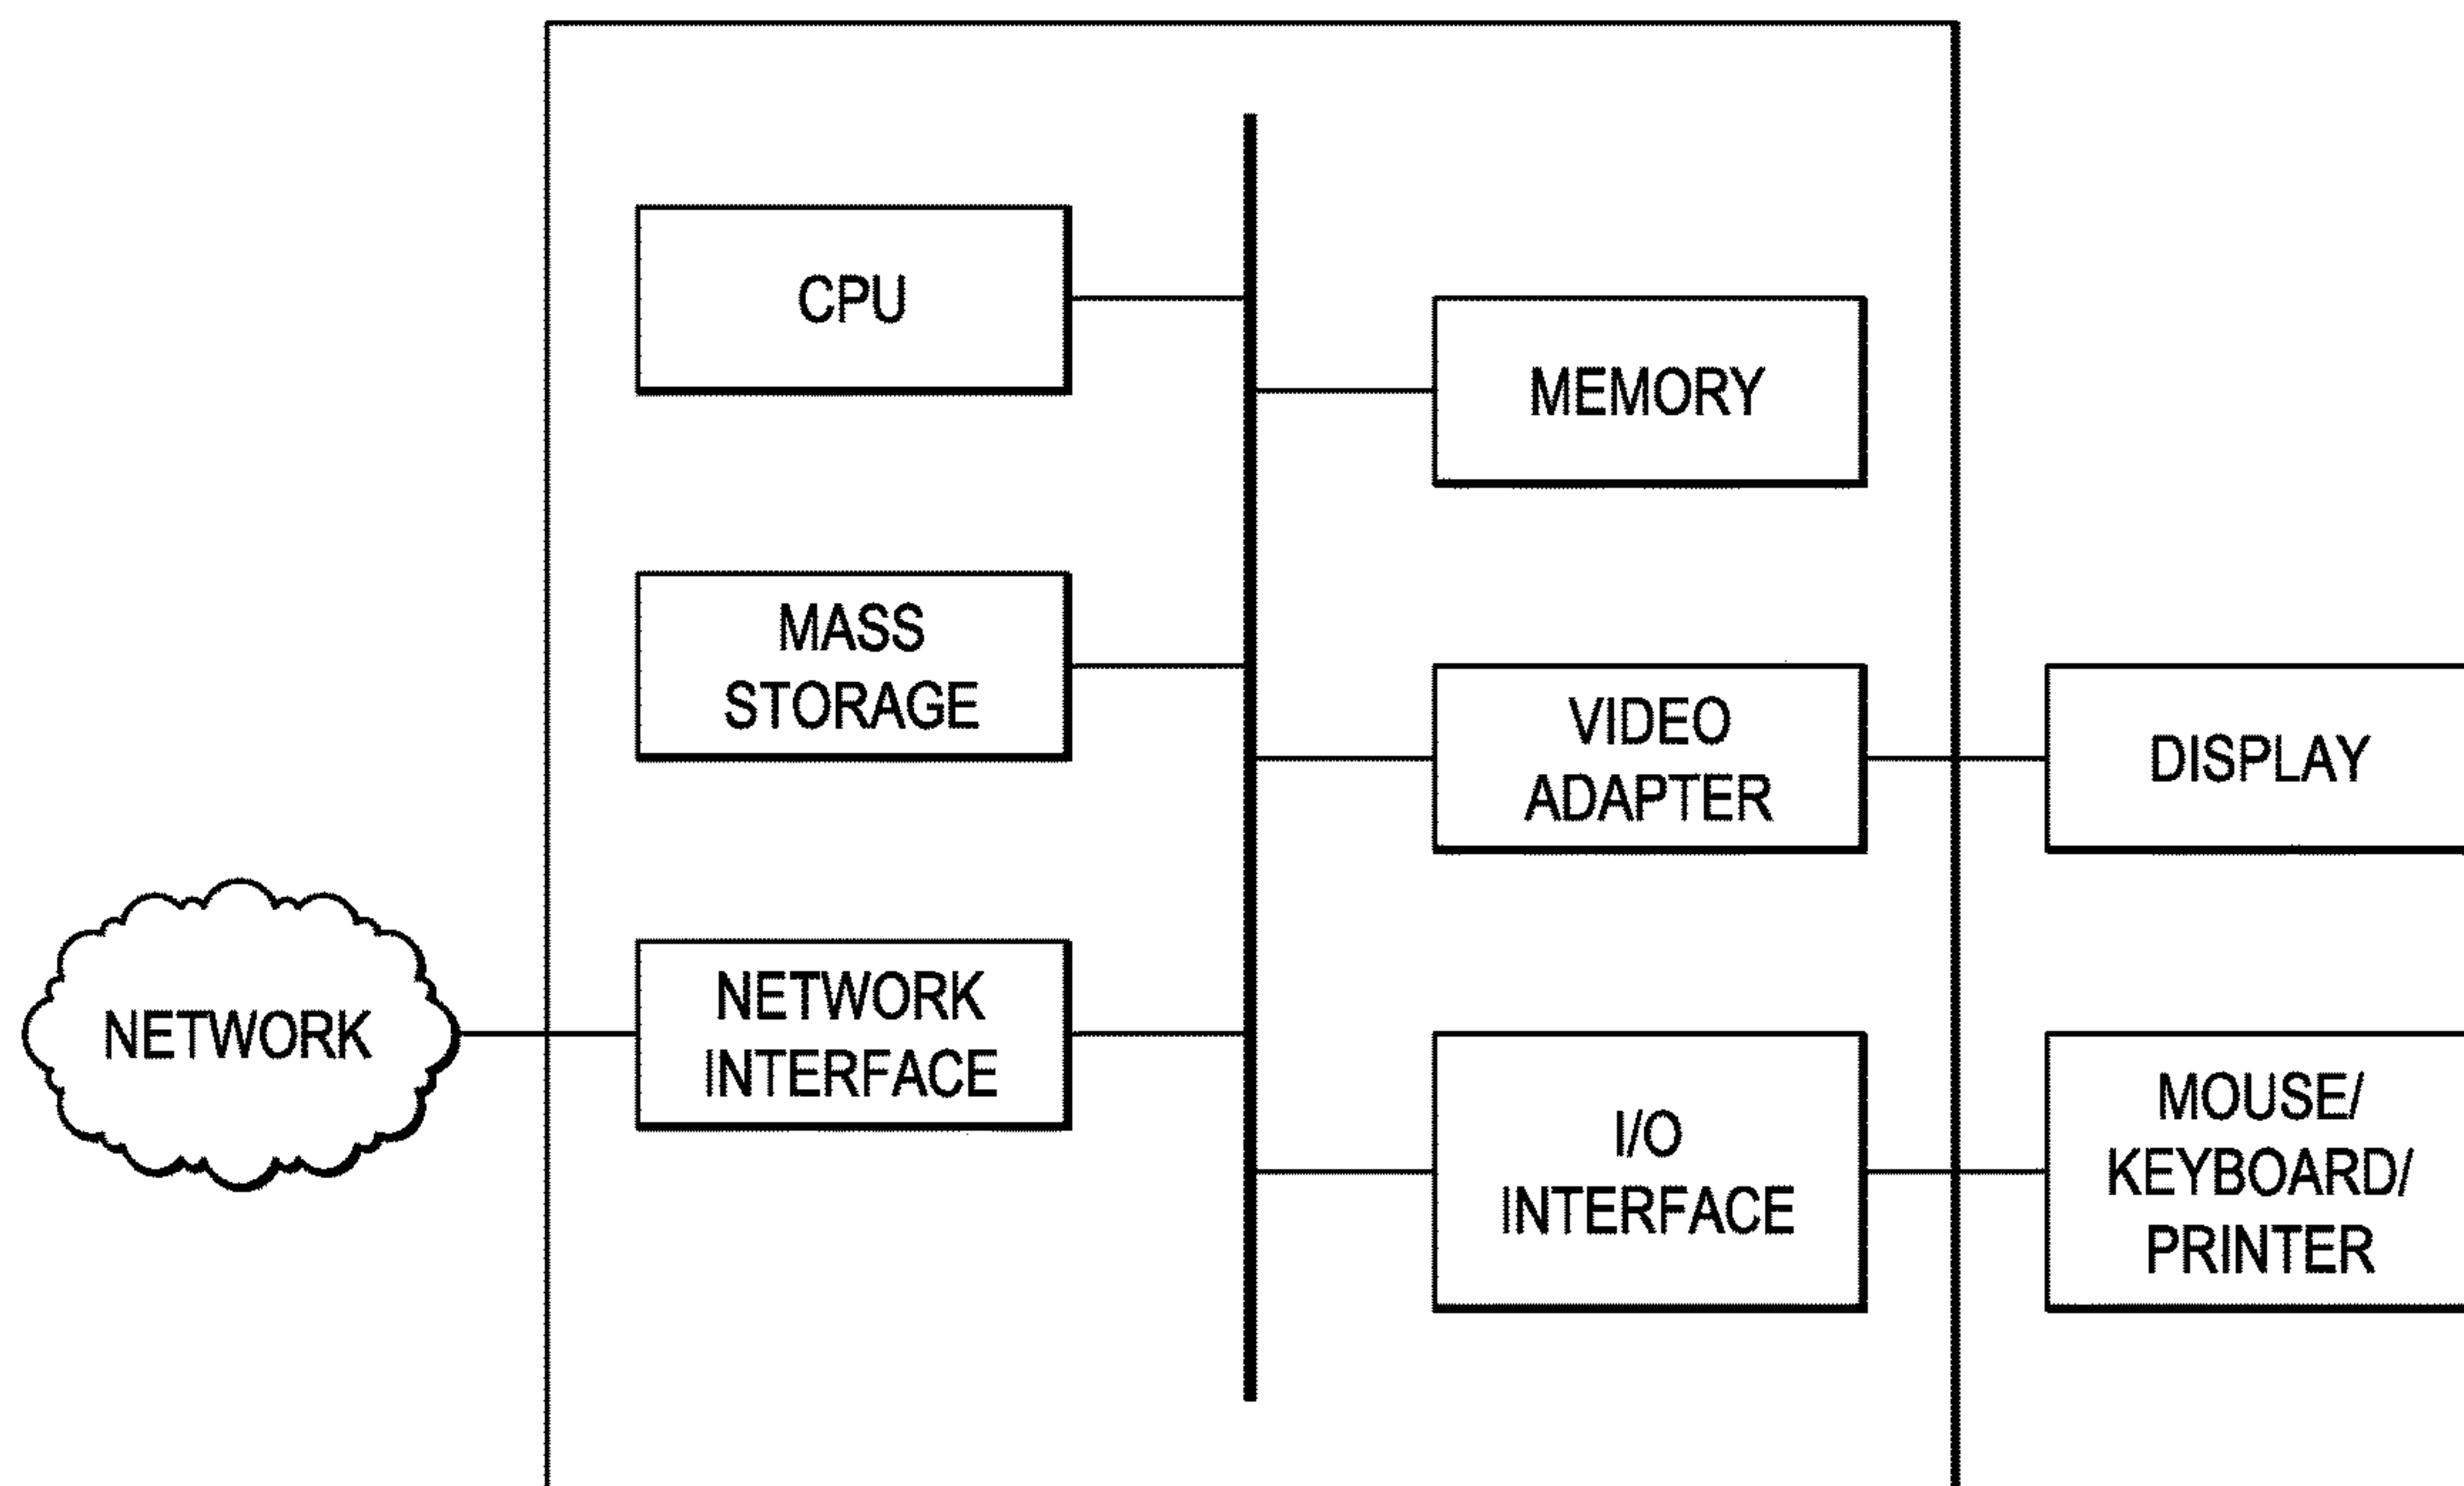 CPU
MEMORY
MASS
STORAGE
VIDEO
ADAPTER
DISPLAY
NETWORK
NETWORK
INTERFACE
I/O
INTERFACE
MOUSE/
KEYBOARD/
PRINTER